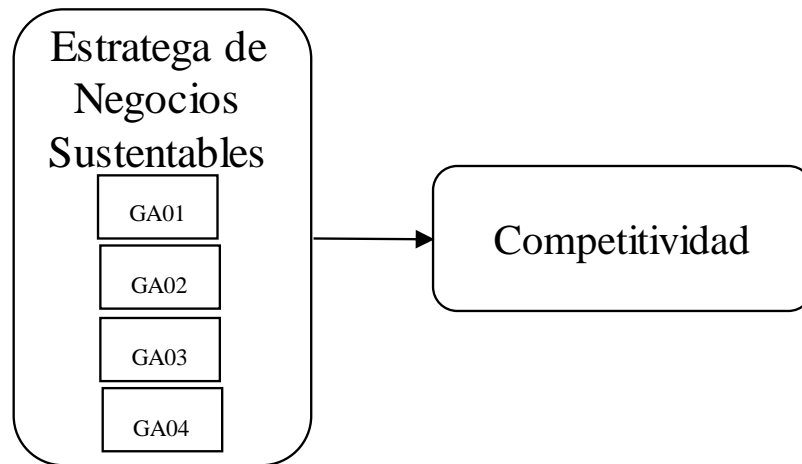 Estratega de
Negocios
Sustentables
GA01
GA02
GA03
GA04
Competitividad